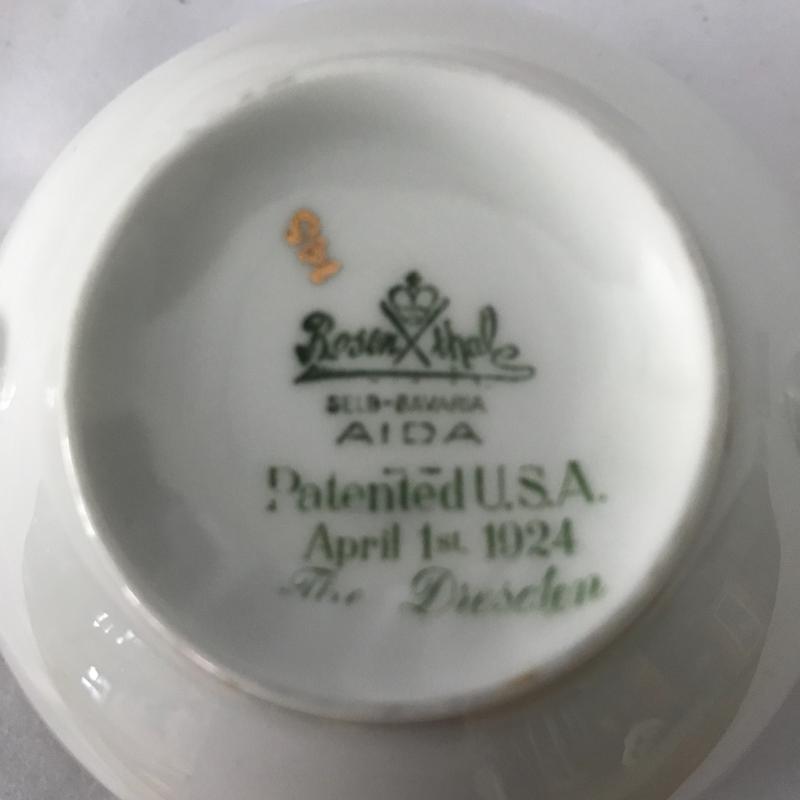 Rosenthal
SELB-BAVARIA
AIDA
Patented U.S.A.
April 1st. 1924
The Dresden